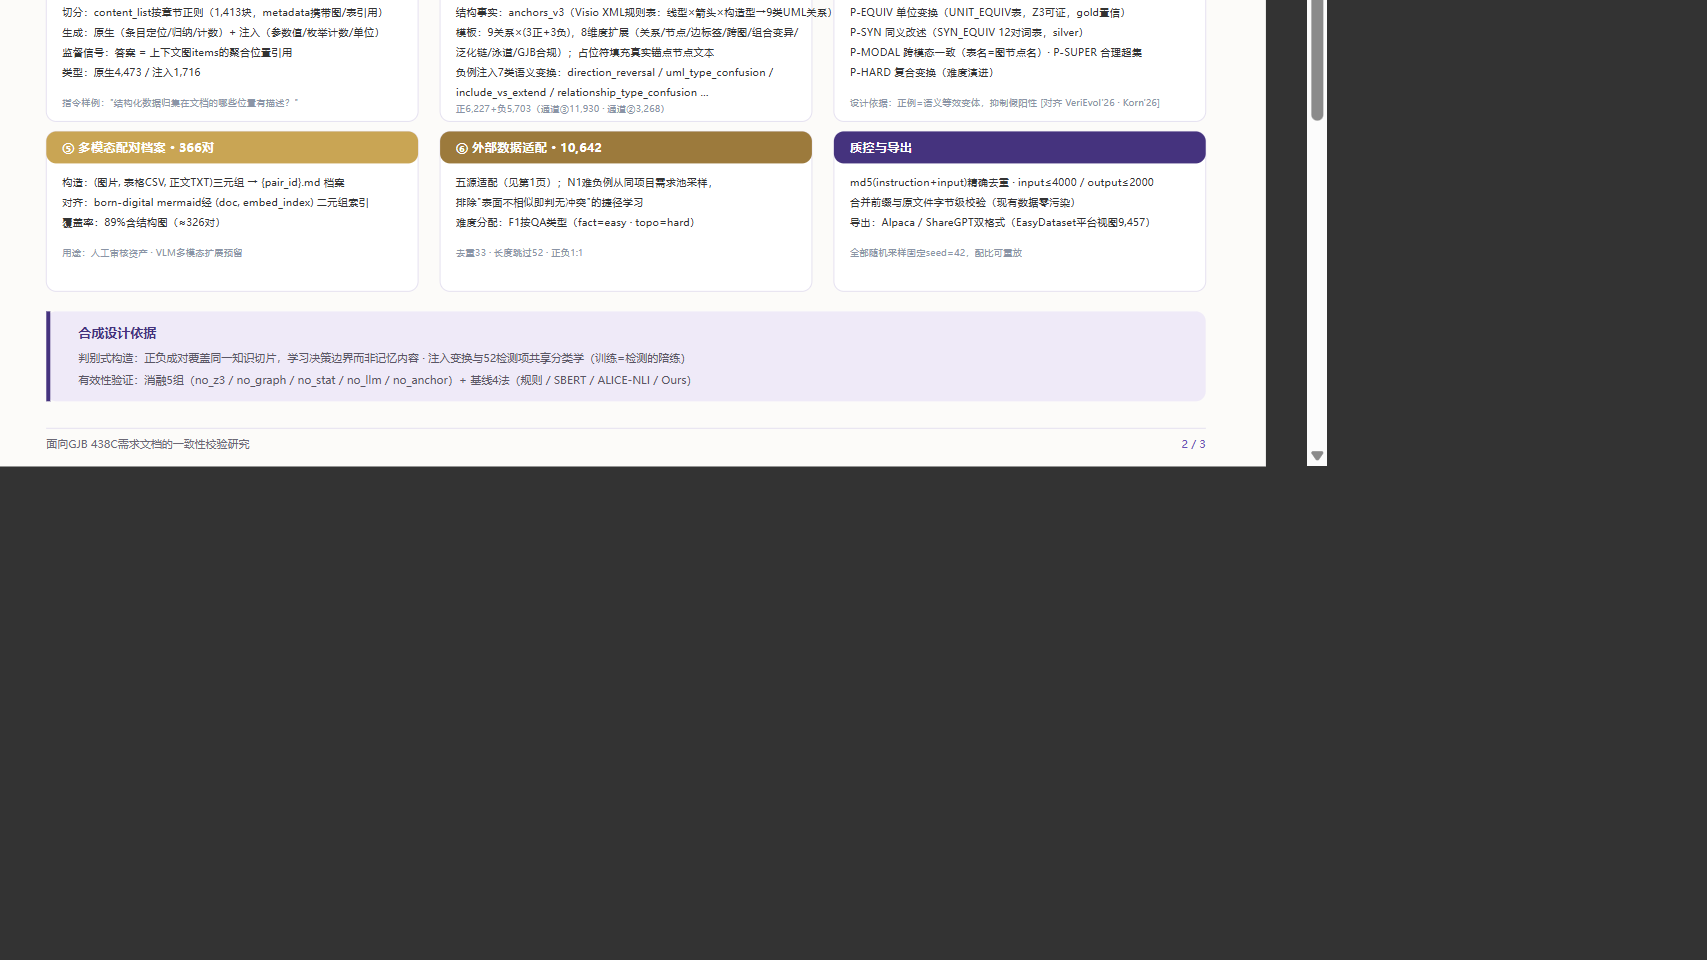 切分：content_list按章节正则（1,413块，metadata携带图/表引用）
生成：原生（条目定位/归纳/计数）+ 注入（参数值/枚举计数/单位）
监督信号：答案 = 上下文图items的聚合位置引用
类型：原生4,473 / 注入1,716
指令样例："结构化数据归集在文档的哪些位置有描述？"
结构事实：anchors_v3（Visio XML规则表：线型×箭头×构造型→9类UML关系）
模板：9关系×(3正+3负)，8维度扩展（关系/节点/边标签/跨图/组合变异/
泛化链/泳道/GJB合规）；占位符填充真实锚点节点文本
负例注入7类语义变换：direction_reversal / uml_type_confusion /
include_vs_extend / relationship_type_confusion ...
正6,227+负5,703（通道③11,930 · 通道②3,268）
P-EQUIV 单位变换（UNIT_EQUIV表，Z3可证，gold置信）
P-SYN 同义改述（SYN_EQUIV 12对词表，silver）
P-MODAL 跨模态一致（表名=图节点名）· P-SUPER 合理超集
P-HARD 复合变换（难度演进）
设计依据：正例=语义等效变体，抑制假阳性 [对齐 VeriEvol'26 · Korn'26]
⑤ 多模态配对档案 · 366对
构造：(图片, 表格CSV, 正文TXT)三元组 → {pair_id}.md 档案
对齐：born-digital mermaid经 (doc, embed_index) 二元组索引
覆盖率：89%含结构图（≈326对）
用途：人工审核资产 · VLM多模态扩展预留
⑥ 外部数据适配 · 10,642
五源适配（见第1页）；N1难负例从同项目需求池采样，
排除"表面不相似即判无冲突"的捷径学习
难度分配：F1按QA类型（fact=easy · topo=hard）
去重33 · 长度跳过52 · 正负1:1
质控与导出
md5(instruction+input)精确去重 · input≤4000 / output≤2000
合并前缀与原文件字节级校验（现有数据零污染）
导出：Alpaca / ShareGPT双格式（EasyDataset平台视图9,457）
全部随机采样固定seed=42，配比可重放
合成设计依据
判别式构造：正负成对覆盖同一知识切片，学习决策边界而非记忆内容 · 注入变换与52检测项共享分类学（训练=检测的陪练）
有效性验证：消融5组（no_z3 / no_graph / no_stat / no_llm / no_anchor）+ 基线4法（规则 / SBERT / ALICE-NLI / Ours）
面向GJB 438C需求文档的一致性校验研究
2 / 3